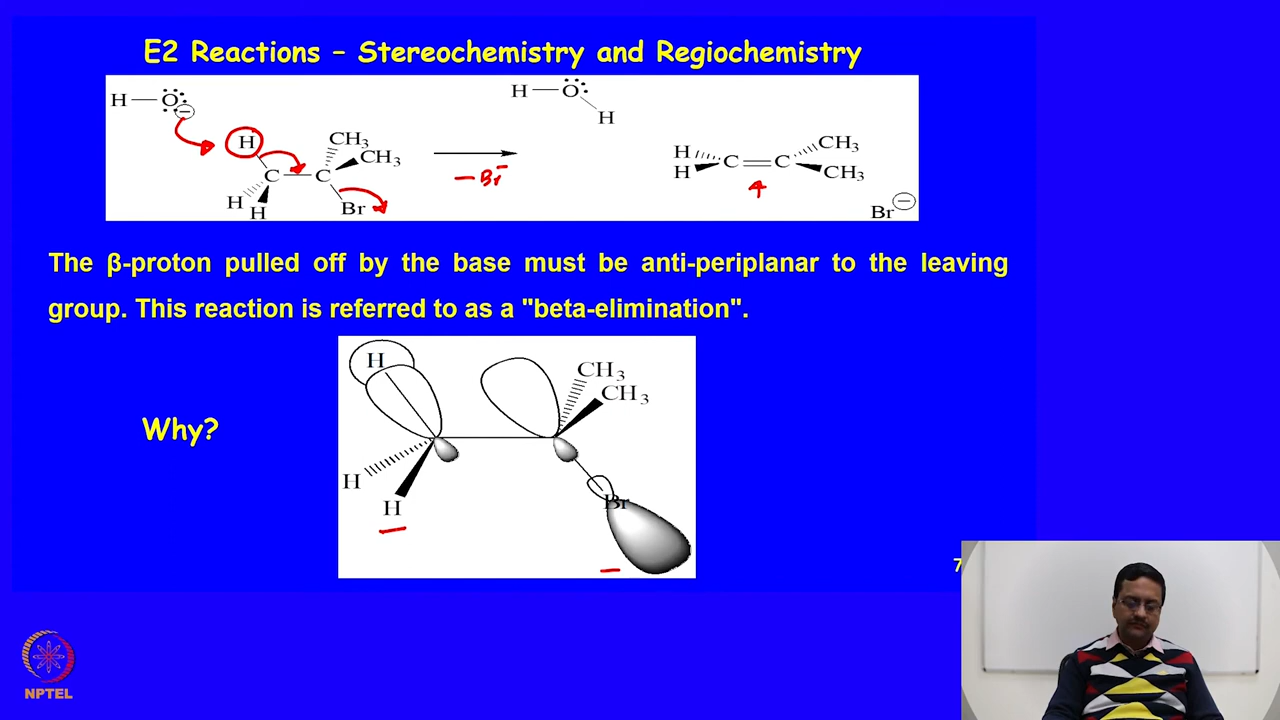 E2 Reactions – Stereochemistry and Regiochemistry
H—O:⊖
H—O:
H
H
CH3
CH3
C—C
H
H
Br
– Br⁻
H
H
C=C
CH3
CH3
Br⊖
The β-proton pulled off by the base must be anti-periplanar to the leaving
group. This reaction is referred to as a "beta-elimination".
Why?
H
CH3
CH3
H
H
Br
7
NPTEL